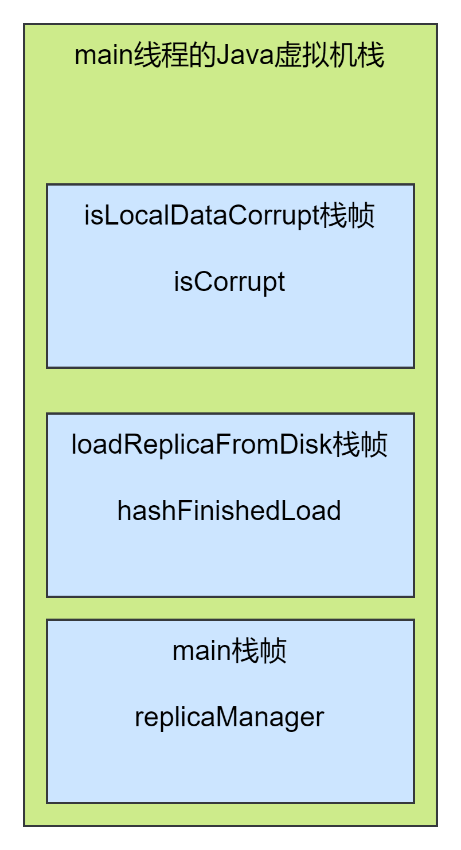 main线程的Java虚拟机栈
isLocalDataCorrupt栈帧
isCorrupt
loadReplicaFromDisk栈帧
hashFinishedLoad
main栈帧
replicaManager